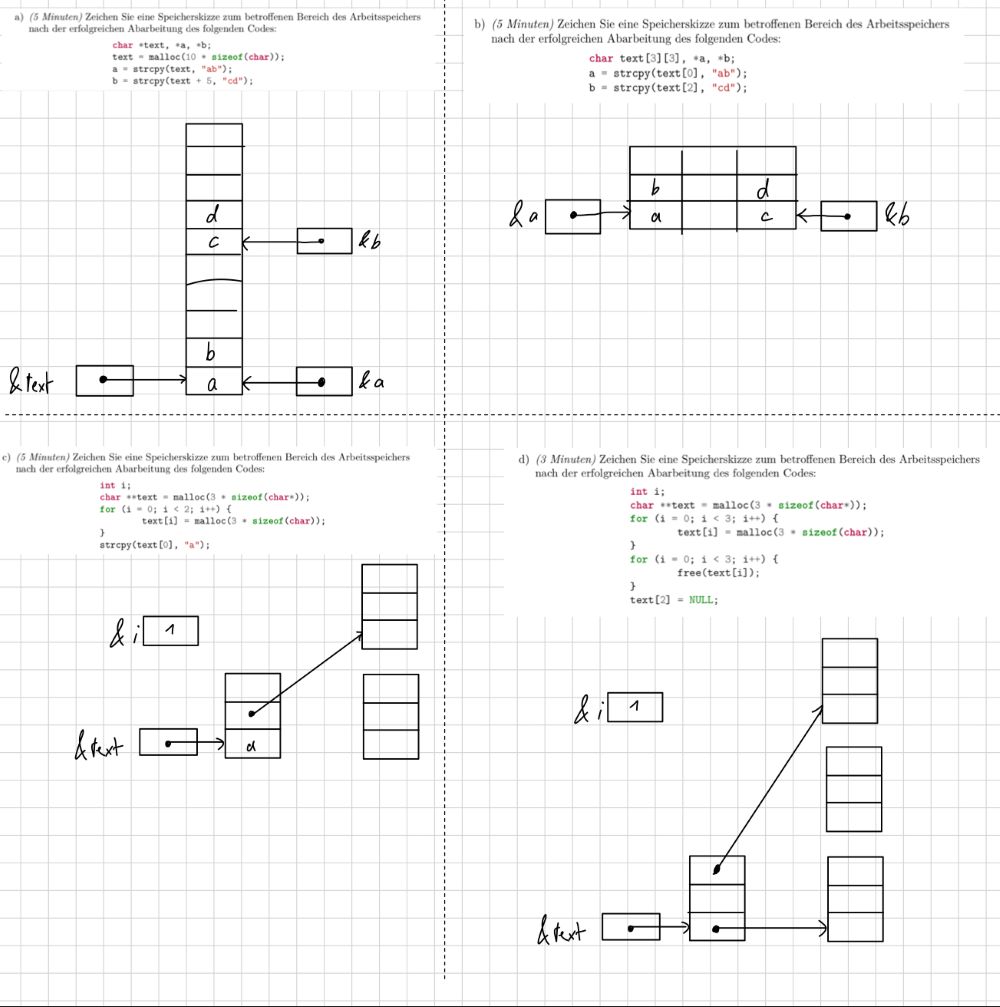 a) (5 Minuten) Zeichen Sie eine Speicherskizze zum betroffenen Bereich des Arbeitsspeichers
nach der erfolgreichen Abarbeitung des folgenden Codes:
char *text, *a, *b;
text = malloc(10 * sizeof(char));
a = strcpy(text, "ab");
b = strcpy(text + 5, "cd");
d
c
&b
b
&text
a
&a
b) (5 Minuten) Zeichen Sie eine Speicherskizze zum betroffenen Bereich des Arbeitsspeichers
nach der erfolgreichen Abarbeitung des folgenden Codes:
char text[3][3], *a, *b;
a = strcpy(text[0], "ab");
b = strcpy(text[2], "cd");
b d
&a a c &b
c) (5 Minuten) Zeichen Sie eine Speicherskizze zum betroffenen Bereich des Arbeitsspeichers
nach der erfolgreichen Abarbeitung des folgenden Codes:
int i;
char **text = malloc(3 * sizeof(char*));
for (i = 0; i < 2; i++) {
text[i] = malloc(3 * sizeof(char));
}
strcpy(text[0], "a");
&i 1
&text a
d) (3 Minuten) Zeichen Sie eine Speicherskizze zum betroffenen Bereich des Arbeitsspeichers
nach der erfolgreichen Abarbeitung des folgenden Codes:
int i;
char **text = malloc(3 * sizeof(char*));
for (i = 0; i < 3; i++) {
text[i] = malloc(3 * sizeof(char));
}
for (i = 0; i < 3; i++) {
free(text[i]);
}
text[2] = NULL;
&i 1
&text